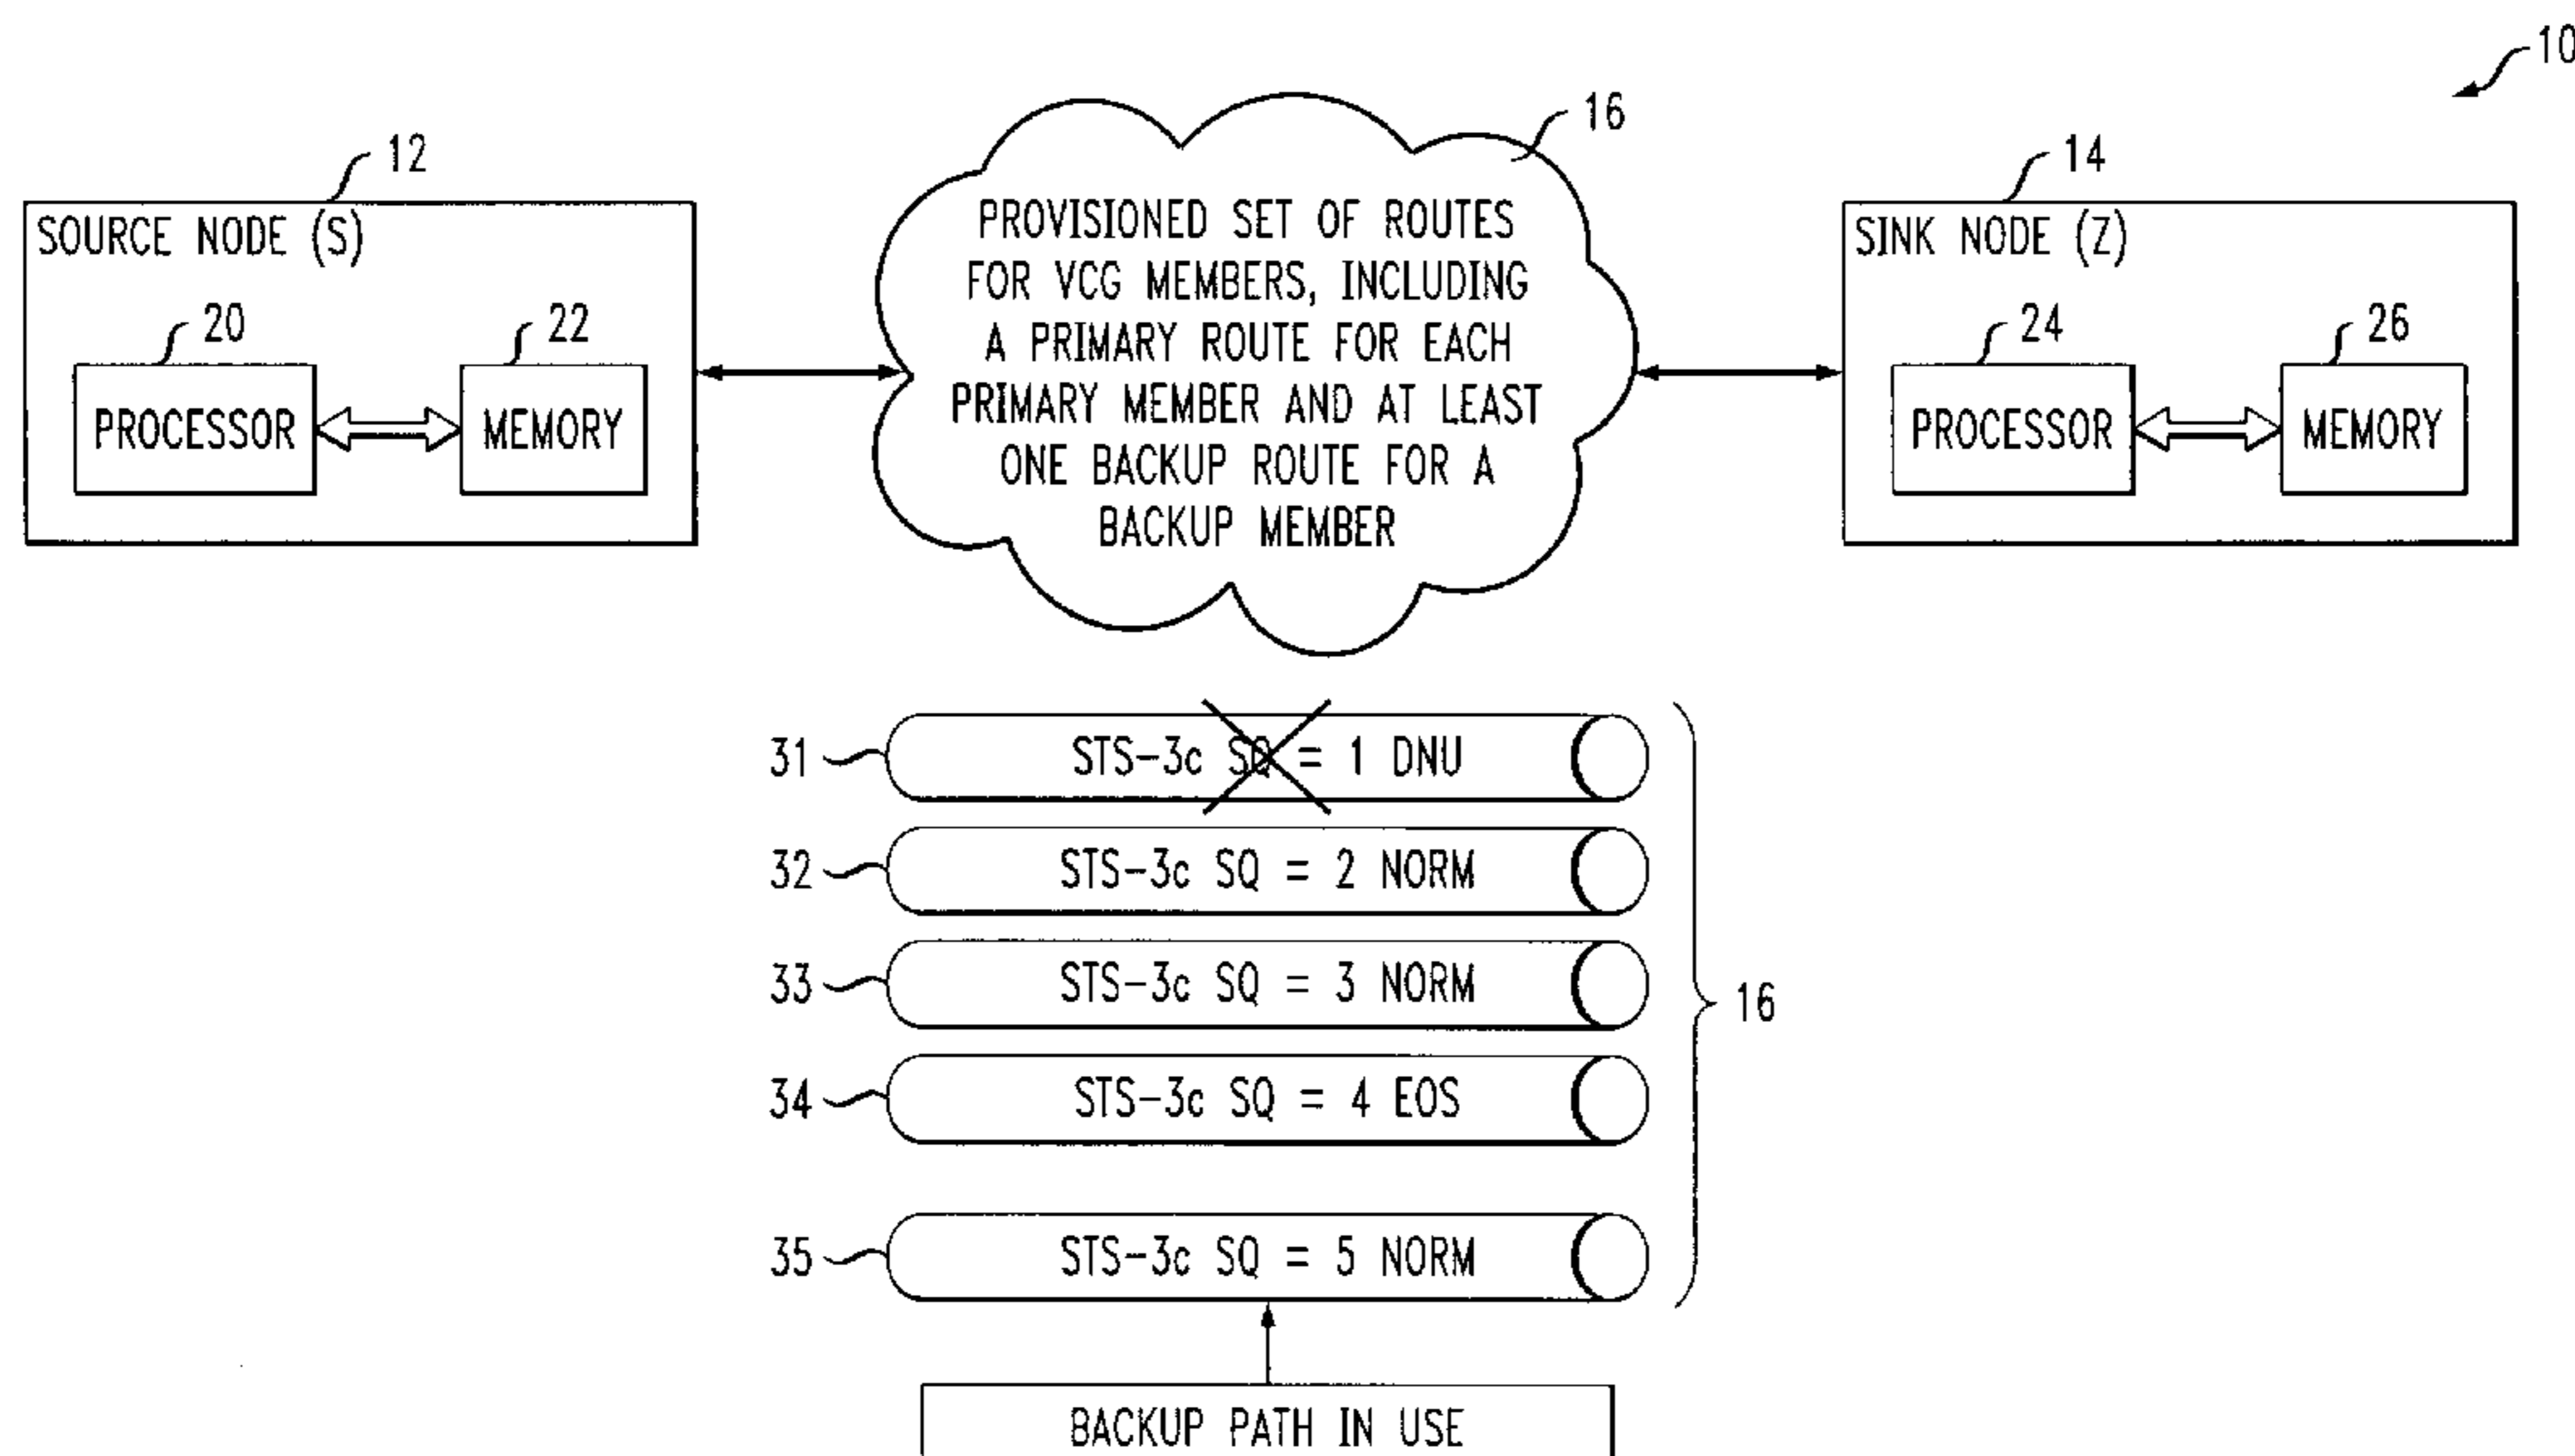 10
12
16
14
SOURCE NODE (S)
20
22
PROCESSOR
MEMORY
PROVISIONED SET OF ROUTES
FOR VCG MEMBERS, INCLUDING
A PRIMARY ROUTE FOR EACH
PRIMARY MEMBER AND AT LEAST
ONE BACKUP ROUTE FOR A
BACKUP MEMBER
SINK NODE (Z)
24
26
PROCESSOR
MEMORY
31
STS-3c SQ = 1 DNU
32
STS-3c SQ = 2 NORM
33
STS-3c SQ = 3 NORM
16
34
STS-3c SQ = 4 EOS
35
STS-3c SQ = 5 NORM
BACKUP PATH IN USE